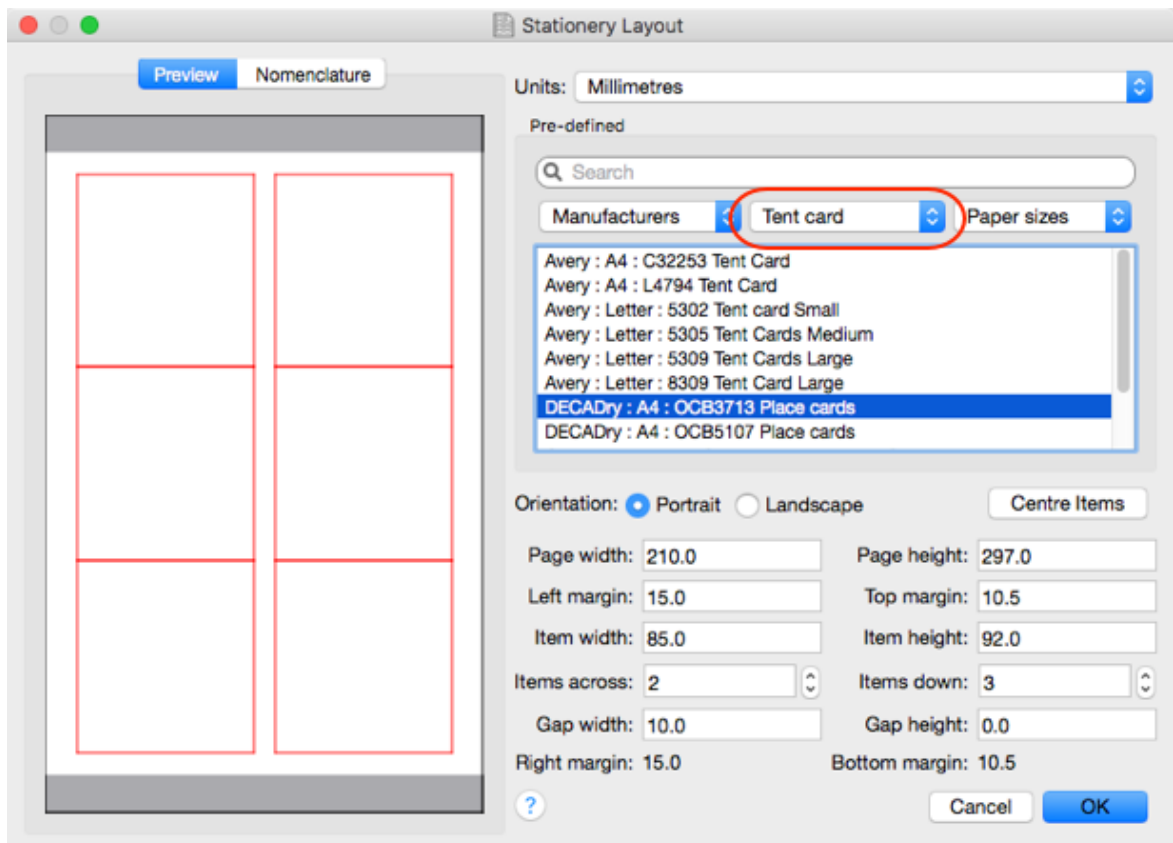 Stationery Layout
Preview Nomenclature
Units: Millimetres
Pre-defined
Search
Manufacturers Tent card Paper sizes
Avery : A4 : C32253 Tent Card
Avery : A4 : L4794 Tent Card
Avery : Letter : 5302 Tent card Small
Avery : Letter : 5305 Tent Cards Medium
Avery : Letter : 5309 Tent Cards Large
Avery : Letter : 8309 Tent Card Large
DECADry : A4 : OCB3713 Place cards
DECADry : A4 : OCB5107 Place cards
Orientation: Portrait Landscape Centre Items
Page width: 210.0 Page height: 297.0
Left margin: 15.0 Top margin: 10.5
Item width: 85.0 Item height: 92.0
Items across: 2 Items down: 3
Gap width: 10.0 Gap height: 0.0
Right margin: 15.0 Bottom margin: 10.5
? Cancel OK